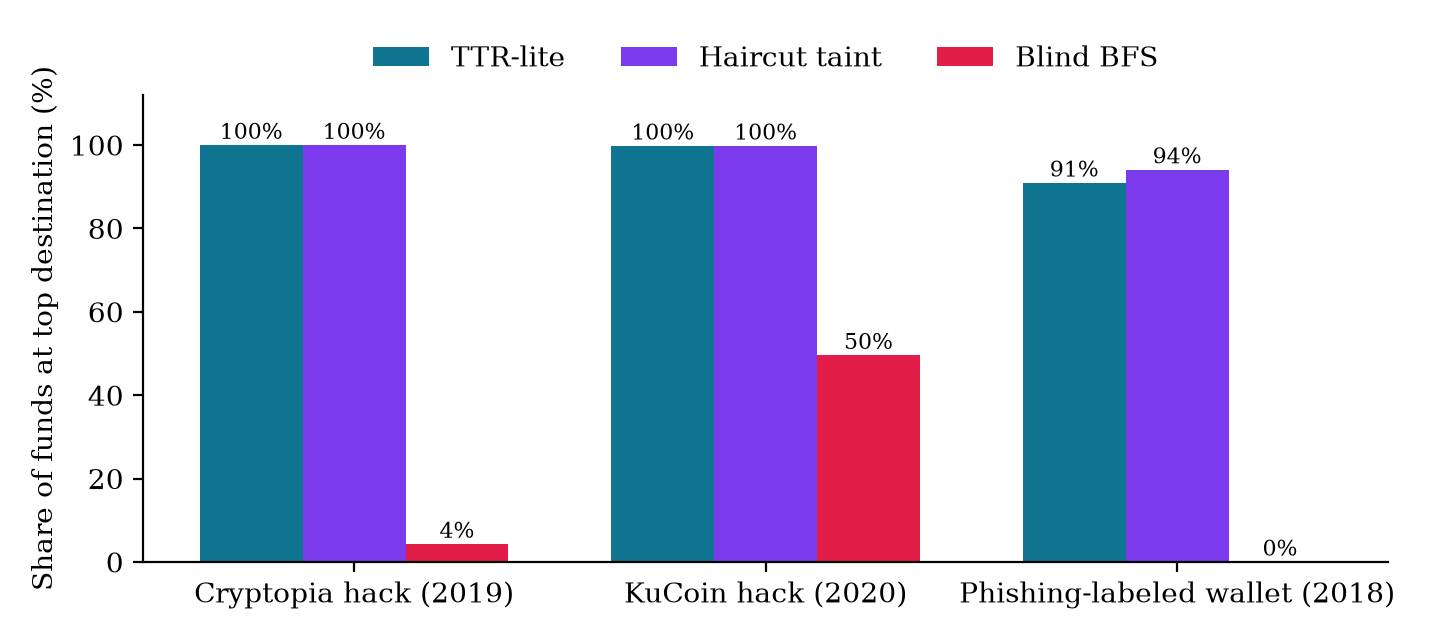 TTR-lite Haircut taint Blind BFS
Share of funds at top destination (%)
100
80
60
40
20
0
100% 100% 4%
100% 100% 50%
91% 94% 0%
Cryptopia hack (2019) KuCoin hack (2020) Phishing-labeled wallet (2018)